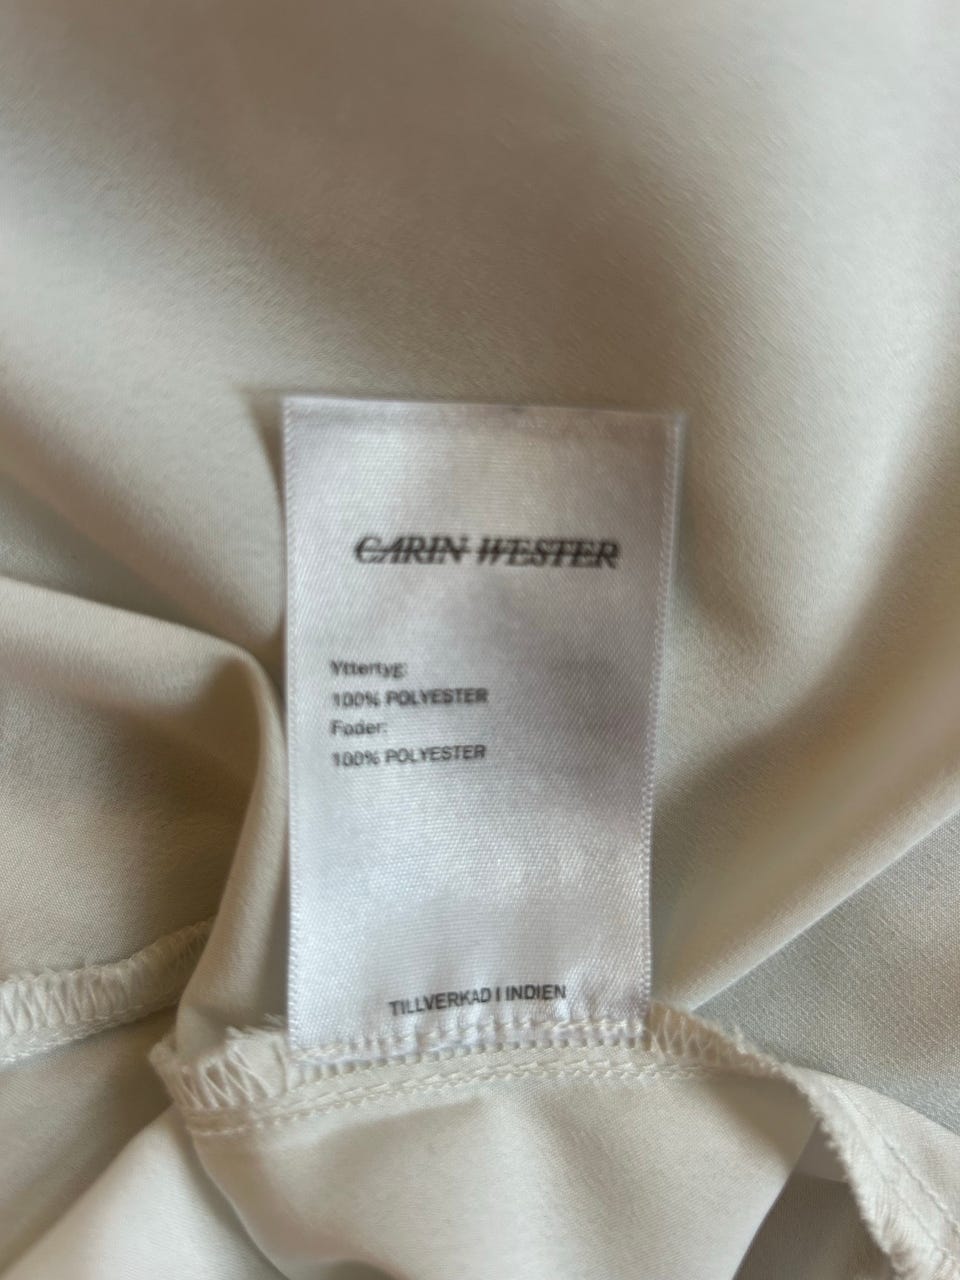 CARIN WESTER
Yttertyg:
100% POLYESTER
Foder:
100% POLYESTER
TILLVERKAD I INDIEN